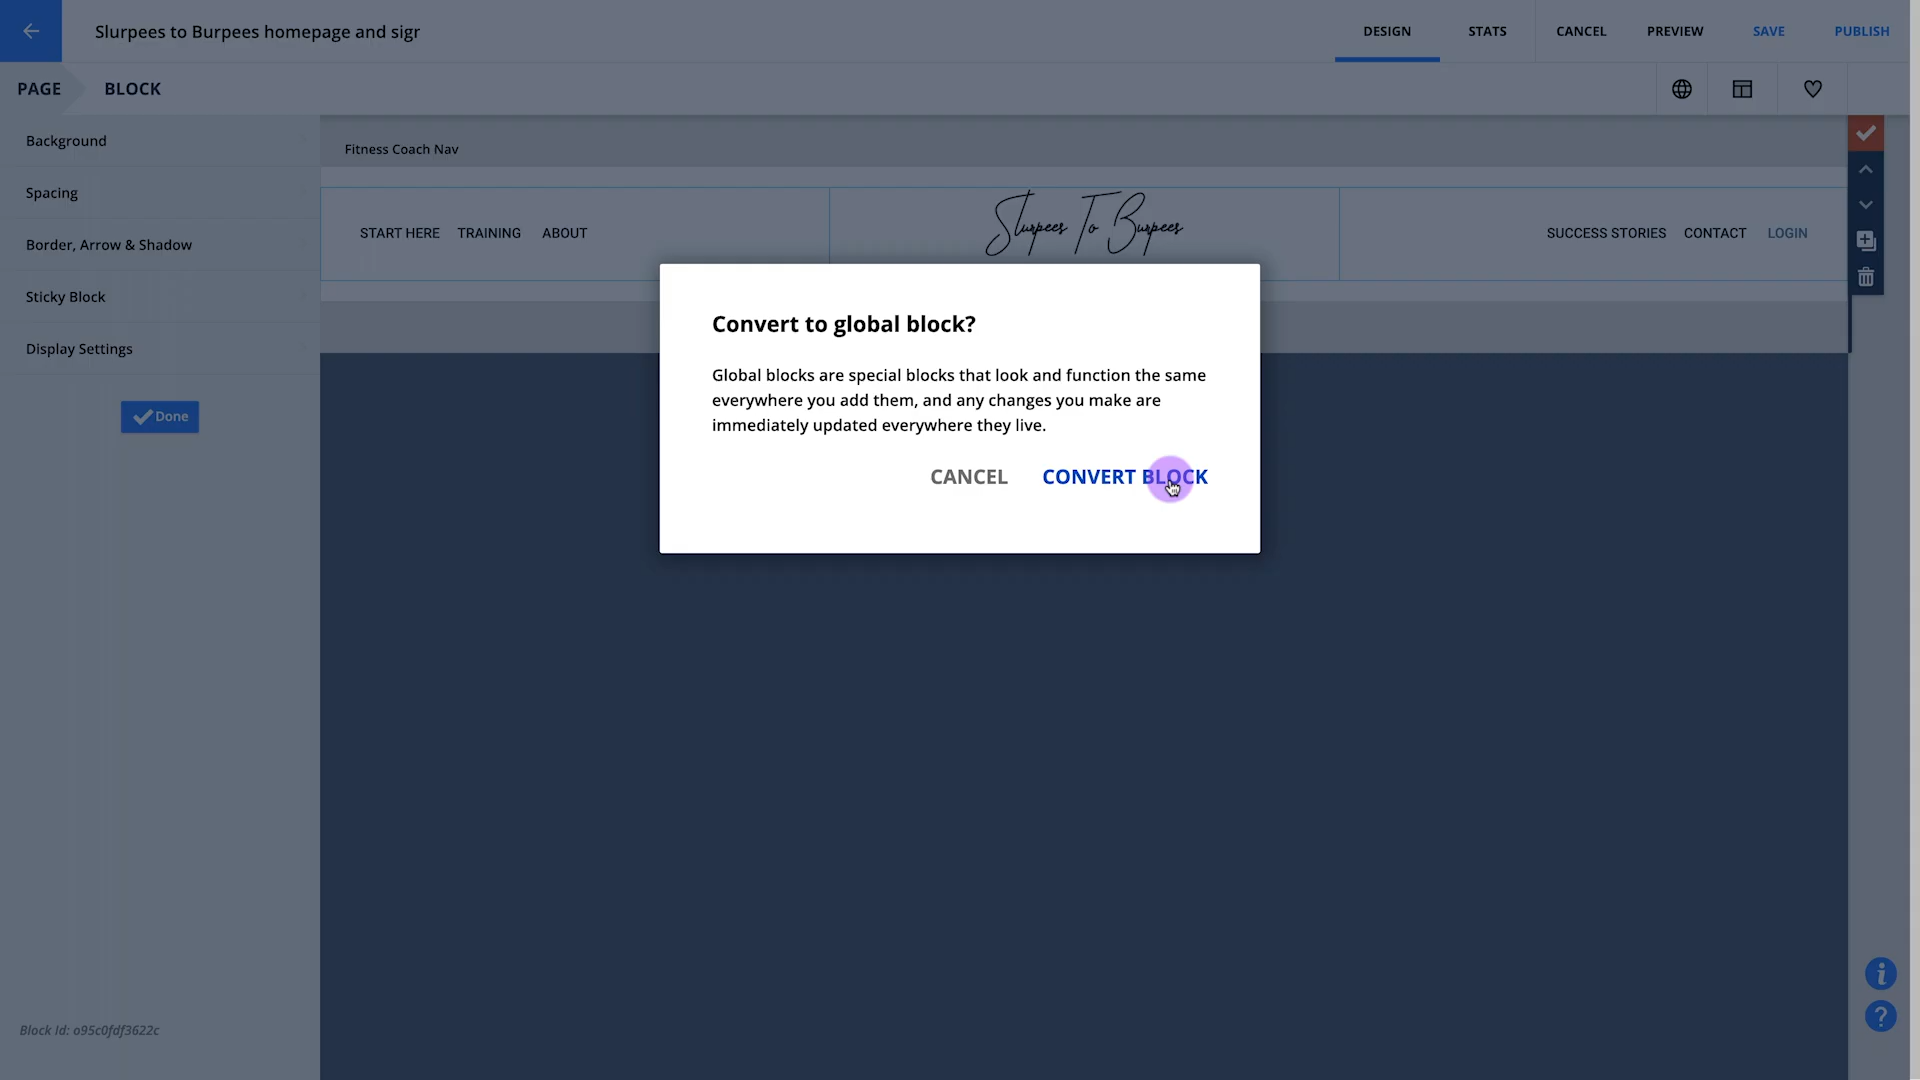 Slurpees to Burpees homepage and sigr
DESIGN
STATS
CANCEL
PREVIEW
SAVE
PUBLISH
PAGE
BLOCK
Background
Spacing
Border, Arrow & Shadow
Sticky Block
Display Settings
Done
Fitness Coach Nav
START HERE TRAINING ABOUT
Slurpees To Burpees
SUCCESS STORIES CONTACT LOGIN
Convert to global block?
Global blocks are special blocks that look and function the same
everywhere you add them, and any changes you make are
immediately updated everywhere they live.
CANCEL
CONVERT BLOCK
Block Id: o95c0fdf3622c